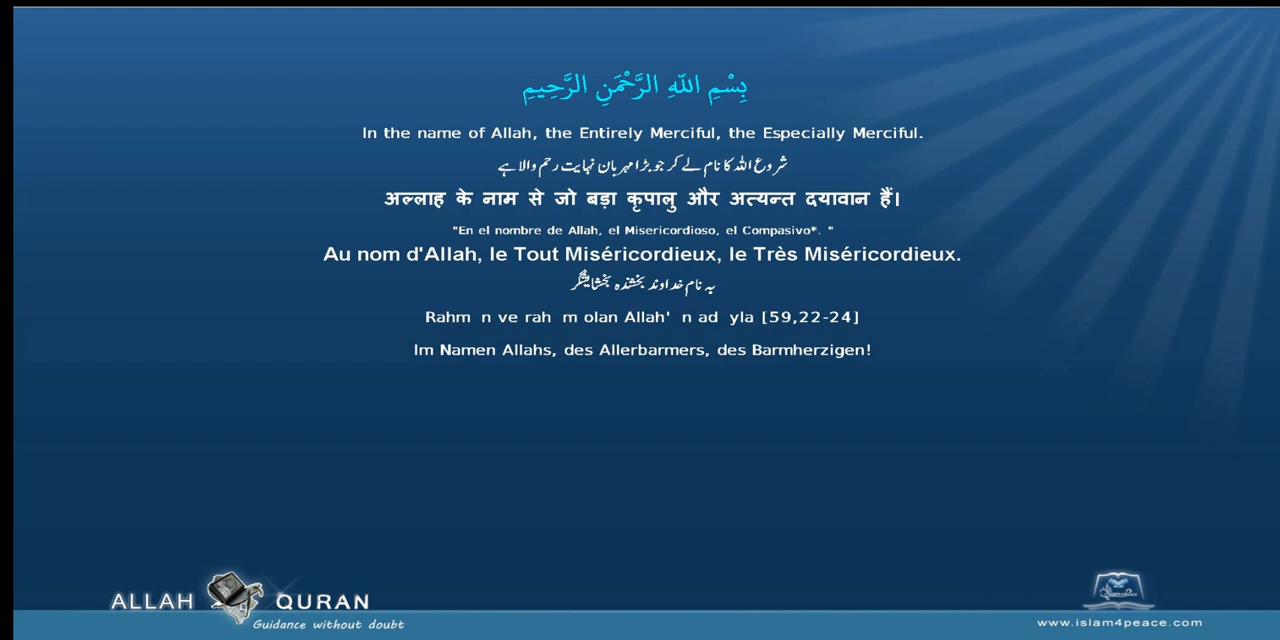 بِسْمِ اللّهِ الرَّحْمَنِ الرَّحِيمِ
In the name of Allah, the Entirely Merciful, the Especially Merciful.
شروع اللہ کا نام لے کر جو بڑا مہربان نہایت رحم والا ہے
अल्लाह के नाम से जो बड़ा कृपालु और अत्यन्त दयावान हैं।
"En el nombre de Allah, el Misericordioso, el Compasivo*. "
Au nom d'Allah, le Tout Miséricordieux, le Très Miséricordieux.
به نام خداوند بخشنده بخشایشگر
Rahm n ve rah m olan Allah' n ad yla [59,22-24]
Im Namen Allahs, des Allerbarmers, des Barmherzigen!
ALLAH QURAN
Guidance without doubt
www.islam4peace.com